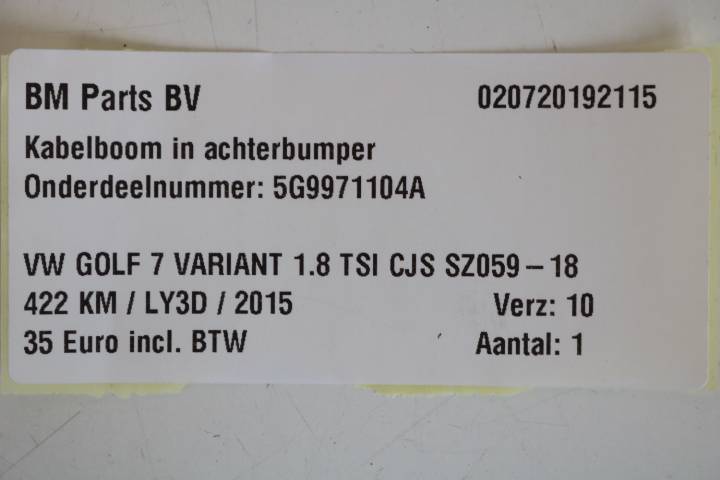 BM Parts BV 020720192115
Kabelboom in achterbumper
Onderdeelnummer: 5G9971104A
VW GOLF 7 VARIANT 1.8 TSI CJS SZ059 – 18
422 KM / LY3D / 2015 Verz: 10
35 Euro incl. BTW Aantal: 1